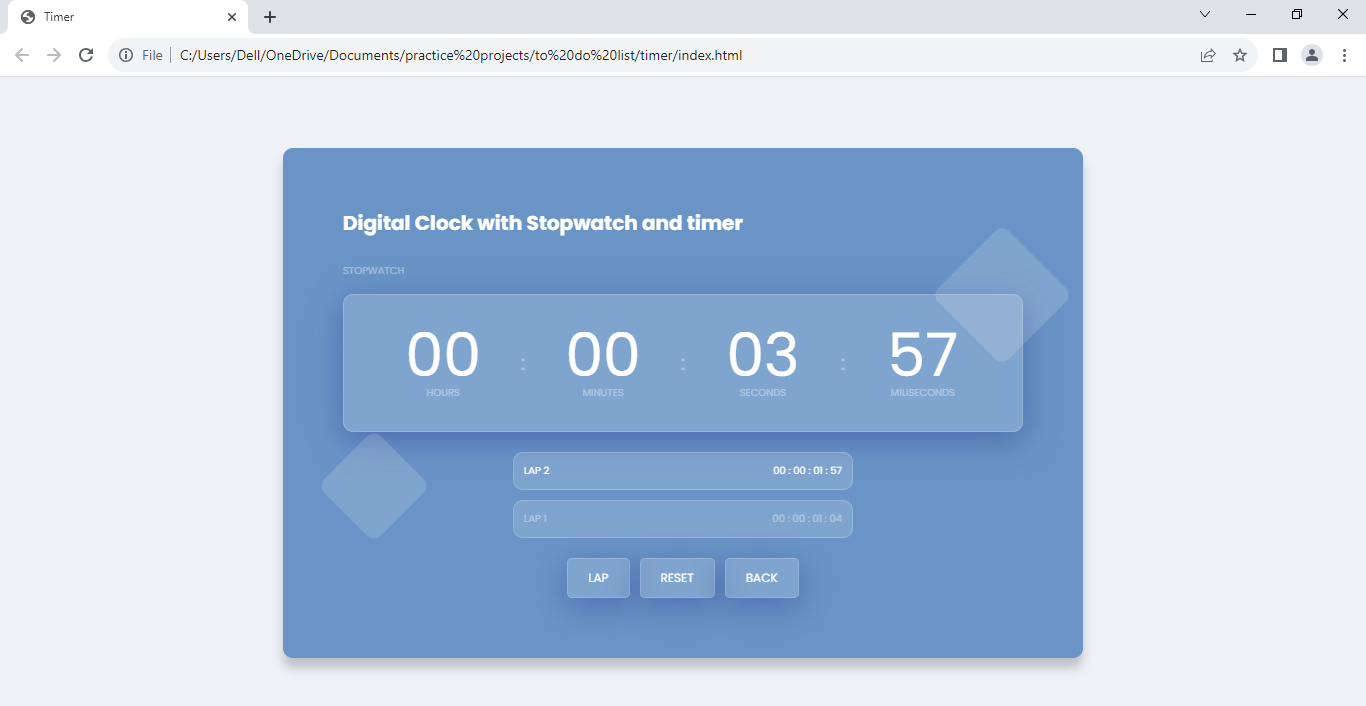 Timer
File C:/Users/Dell/OneDrive/Documents/practice%20projects/to%20do%20list/timer/index.html
Digital Clock with Stopwatch and timer
STOPWATCH
00 : 00 : 03 : 57
HOURS MINUTES SECONDS MILISECONDS
LAP 2 00 : 00 : 01 : 57
LAP 1 00 : 00 : 01 : 04
LAP RESET BACK